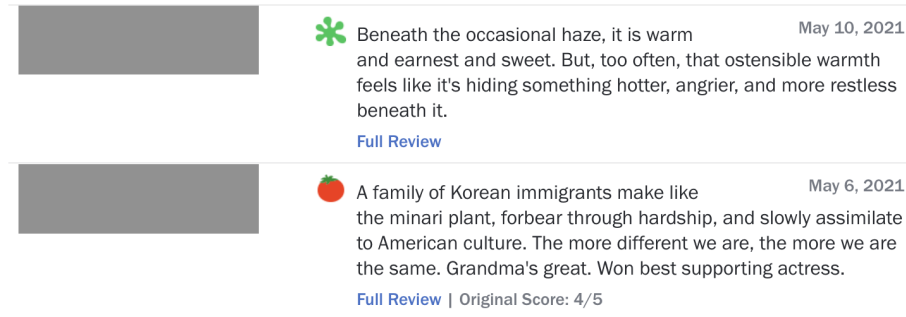 May 10, 2021
Beneath the occasional haze, it is warm
and earnest and sweet. But, too often, that ostensible warmth
feels like it's hiding something hotter, angrier, and more restless
beneath it.
Full Review
May 6, 2021
A family of Korean immigrants make like
the minari plant, forbear through hardship, and slowly assimilate
to American culture. The more different we are, the more we are
the same. Grandma's great. Won best supporting actress.
Full Review | Original Score: 4/5